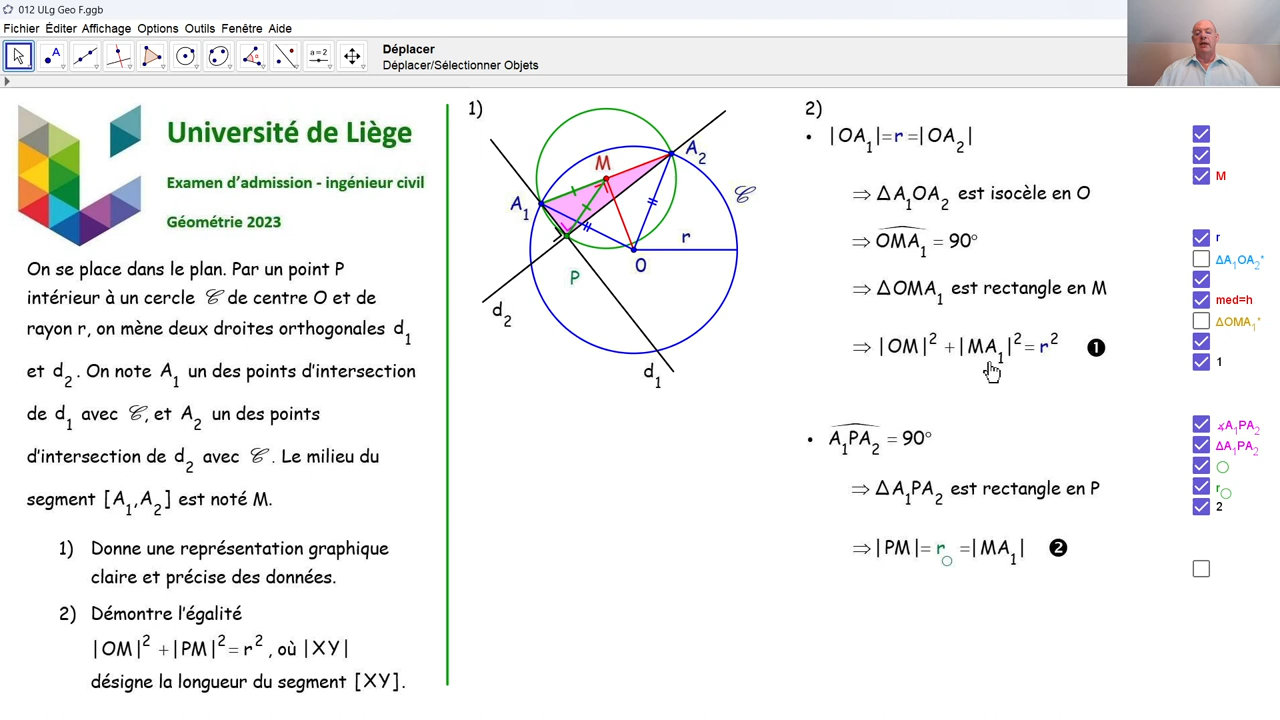 012 ULg Geo F.ggb
Fichier Éditer Affichage Options Outils Fenêtre Aide
A
a=2
Déplacer
Déplacer/Sélectionner Objets
Université de Liège
Examen d'admission - ingénieur civil
Géométrie 2023
On se place dans le plan. Par un point P
intérieur à un cercle 𝒞 de centre O et de
rayon r, on mène deux droites orthogonales d₁
et d₂. On note A₁ un des points d'intersection
de d₁ avec 𝒞, et A₂ un des points
d'intersection de d₂ avec 𝒞. Le milieu du
segment [A₁,A₂] est noté M.
1) Donne une représentation graphique
claire et précise des données.
2) Démontre l'égalité
|OM|² +|PM|²= r², où |XY|
désigne la longueur du segment [XY].
1)
A₂
M
𝒞
A₁
r
O
P
d₂
d₁
2)
• |OA₁|= r =|OA₂|
⇒ ΔA₁OA₂ est isocèle en O
⇒ OMA₁ = 90°
⇒ ΔOMA₁ est rectangle en M
⇒ |OM|² +|MA₁|²= r² ❶
• A₁PA₂ = 90°
⇒ ΔA₁PA₂ est rectangle en P
⇒|PM|= r○ =|MA₁| ❷
M
r
ΔA₁OA₂*
med=h
ΔOMA₁*
1
∡A₁PA₂
ΔA₁PA₂
○
r○
2